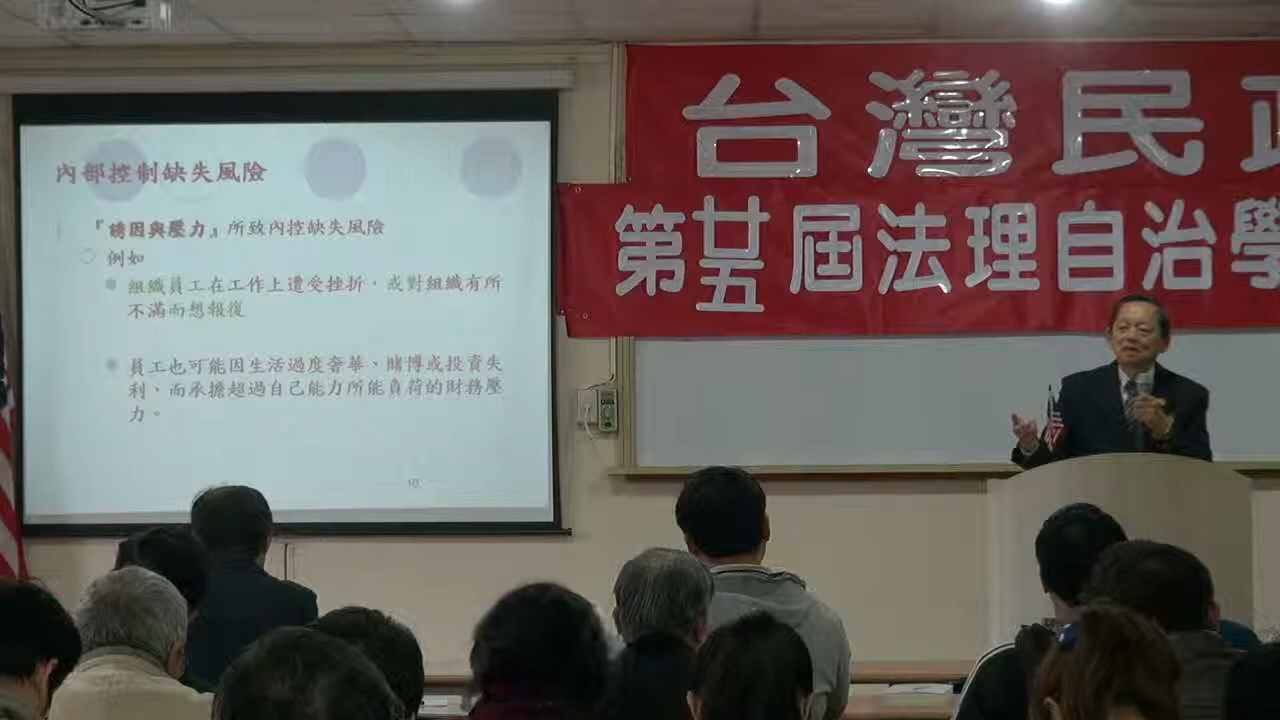 內部控制缺失風險
『誘因與壓力』所致內控缺失風險
例如
組織員工在工作上遭受挫折，或對組織有所
不滿而想報復
員工也可能因生活過度奢華、賭博或投資失
利，而承擔超過自己能力所能負荷的財務壓
力。
10
台灣民政
第廿五屆法理自治學